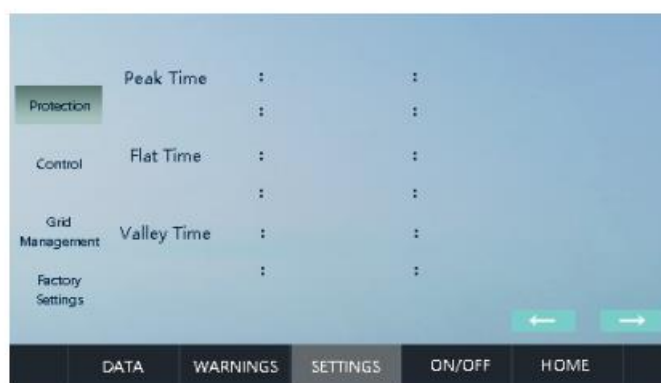 Peak Time : :
Protection
: :
Control
Flat Time : :
: :
Grid
Management
Valley Time : :
: :
Factory
Settings
← →
DATA WARNINGS SETTINGS ON/OFF HOME